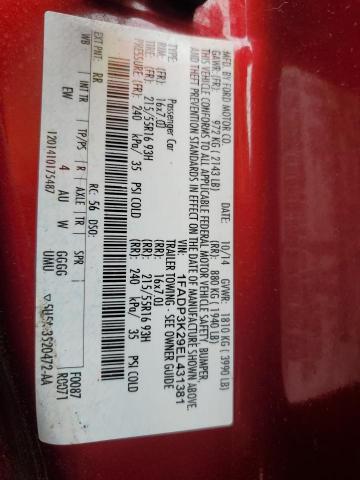 MFD BY FORD MOTOR CO.
DATE: 10/14 GVWR: 1810 KG (3990 LB)
GAWR: (FR) 972 KG (2143 LB) (RR) 880 KG (1940 LB)
THIS VEHICLE CONFORMS TO ALL APPLICABLE FEDERAL MOTOR VEHICLE SAFETY, BUMPER,
AND THEFT PREVENTION STANDARDS IN EFFECT ON THE DATE OF MANUFACTURE SHOWN ABOVE.
VIN: 1FADP3K29EL431381
TYPE: Passenger Car TRAILER TOWING - SEE OWNER GUIDE
RIM: (FR) 16x7.0J (RR) 16x7.0J
TIRE: (FR) 215/55R16 93H (RR) 215/55R16 93H
PRESSURE: (FR) 240 kPa/ 35 PSI COLD (RR) 240 kPa/ 35 PSI COLD
EXT PNT: RR RC: 56 DSO: F0087
WB INT TR TP/PS R AXLE TR SPR R0071
EW 4 AU W GGGG UMU
1201410175487